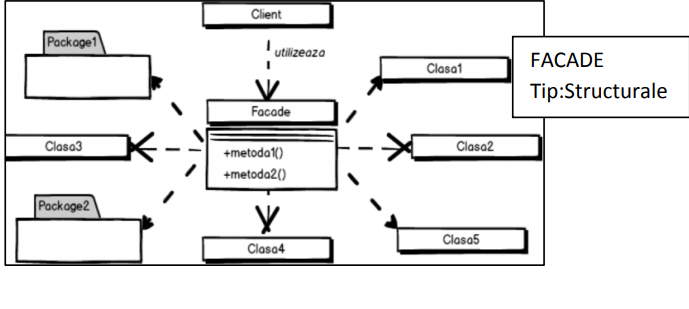 Client
utilizeaza
Package1
Clasa1
FACADE
Tip:Structurale
Facade
Clasa3
+metoda1()
+metoda2()
Clasa2
Package2
Clasa4
Clasa5